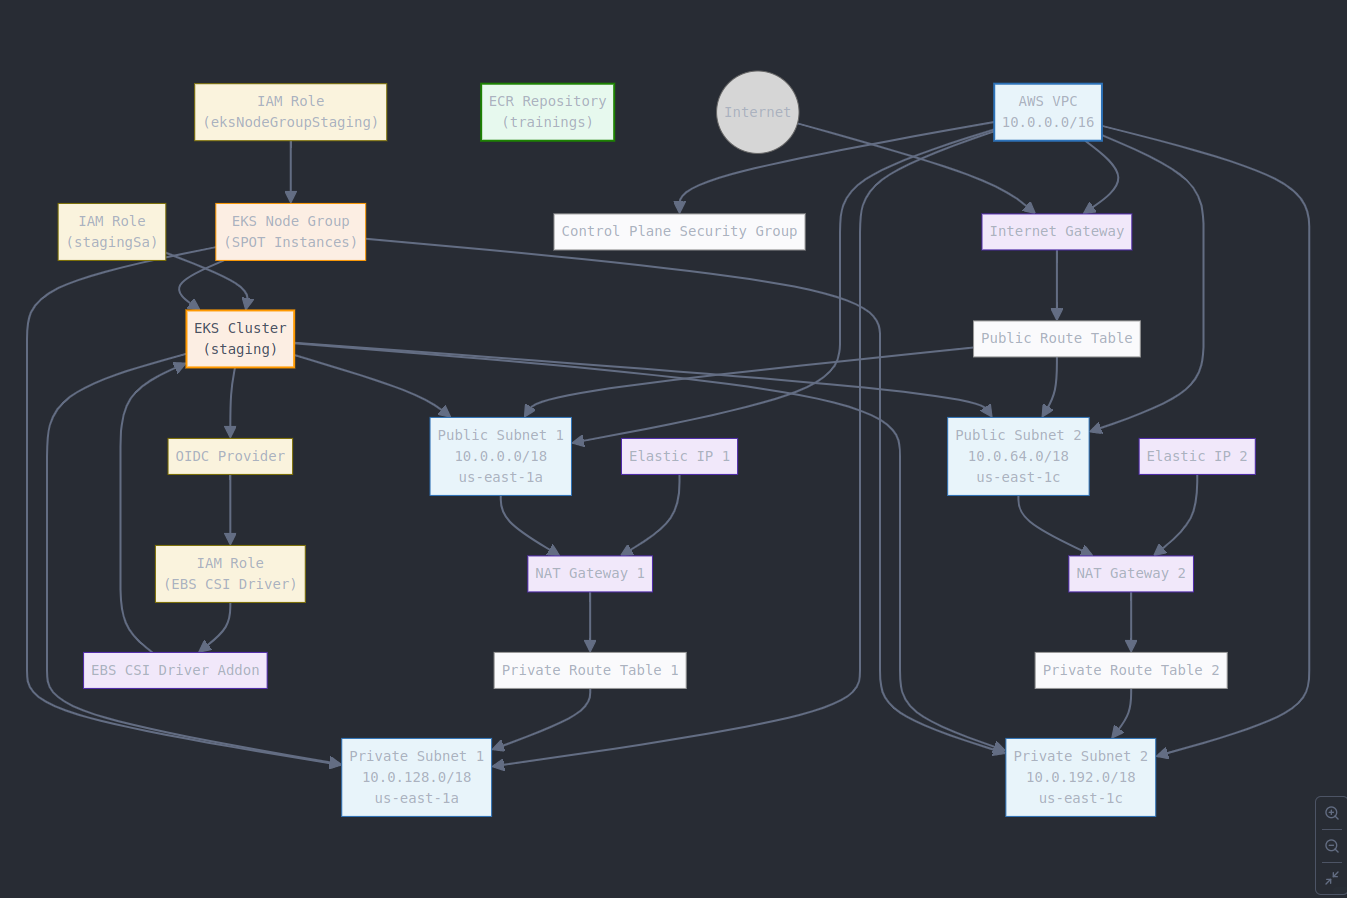 IAM Role
(eksNodeGroupStaging)
ECR Repository
(trainings)
Internet
AWS VPC
10.0.0.0/16
IAM Role
(stagingSa)
EKS Node Group
(SPOT Instances)
Control Plane Security Group
Internet Gateway
EKS Cluster
(staging)
Public Route Table
OIDC Provider
Public Subnet 1
10.0.0.0/18
us-east-1a
Elastic IP 1
Public Subnet 2
10.0.64.0/18
us-east-1c
Elastic IP 2
IAM Role
(EBS CSI Driver)
NAT Gateway 1
NAT Gateway 2
EBS CSI Driver Addon
Private Route Table 1
Private Route Table 2
Private Subnet 1
10.0.128.0/18
us-east-1a
Private Subnet 2
10.0.192.0/18
us-east-1c